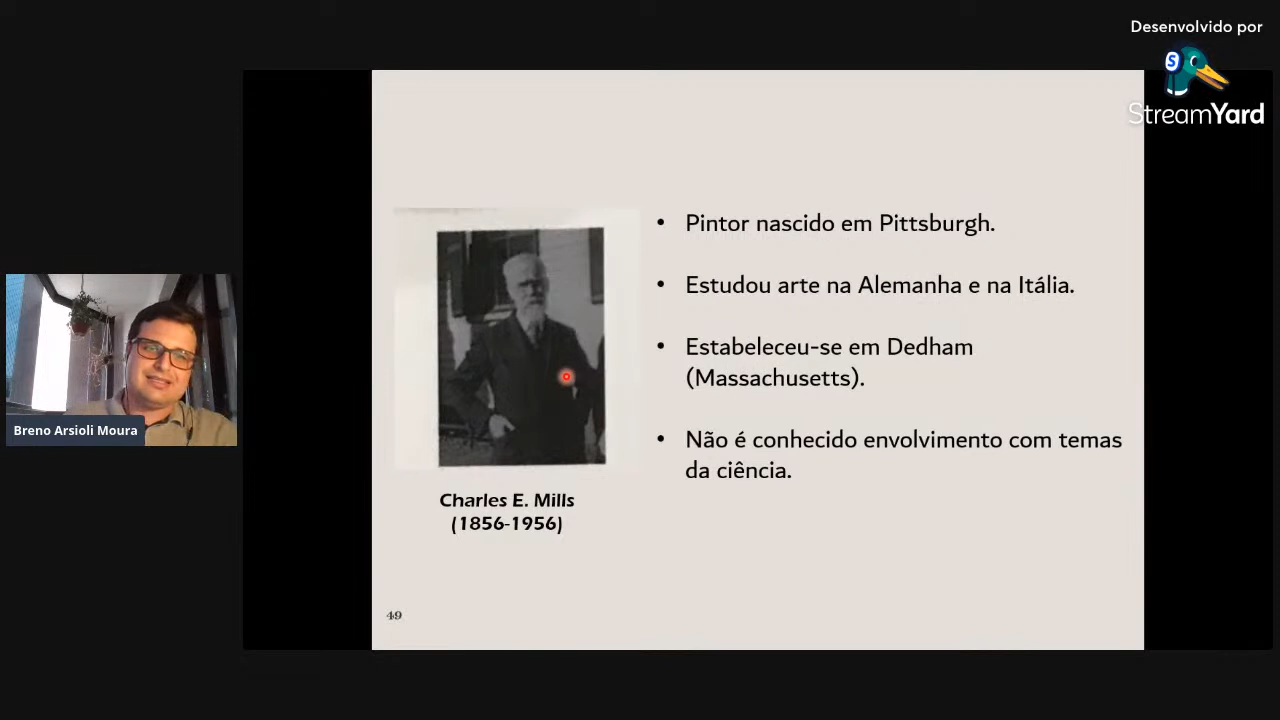 Desenvolvido por
StreamYard
• Pintor nascido em Pittsburgh.
• Estudou arte na Alemanha e na Itália.
• Estabeleceu-se em Dedham
(Massachusetts).
• Não é conhecido envolvimento com temas
da ciência.
Charles E. Mills
(1856-1956)
49
Breno Arsioli Moura